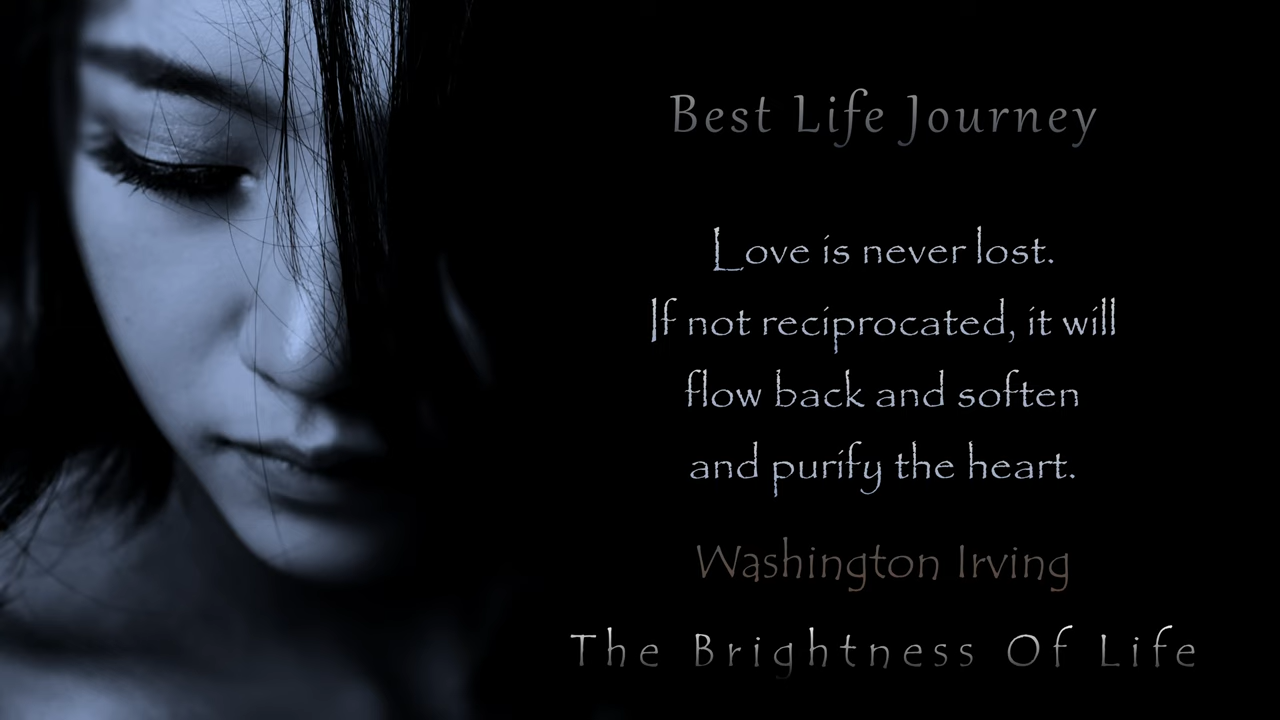 Best Life Journey
Love is never lost.
If not reciprocated, it will
flow back and soften
and purify the heart.
Washington Irving
The Brightness Of Life